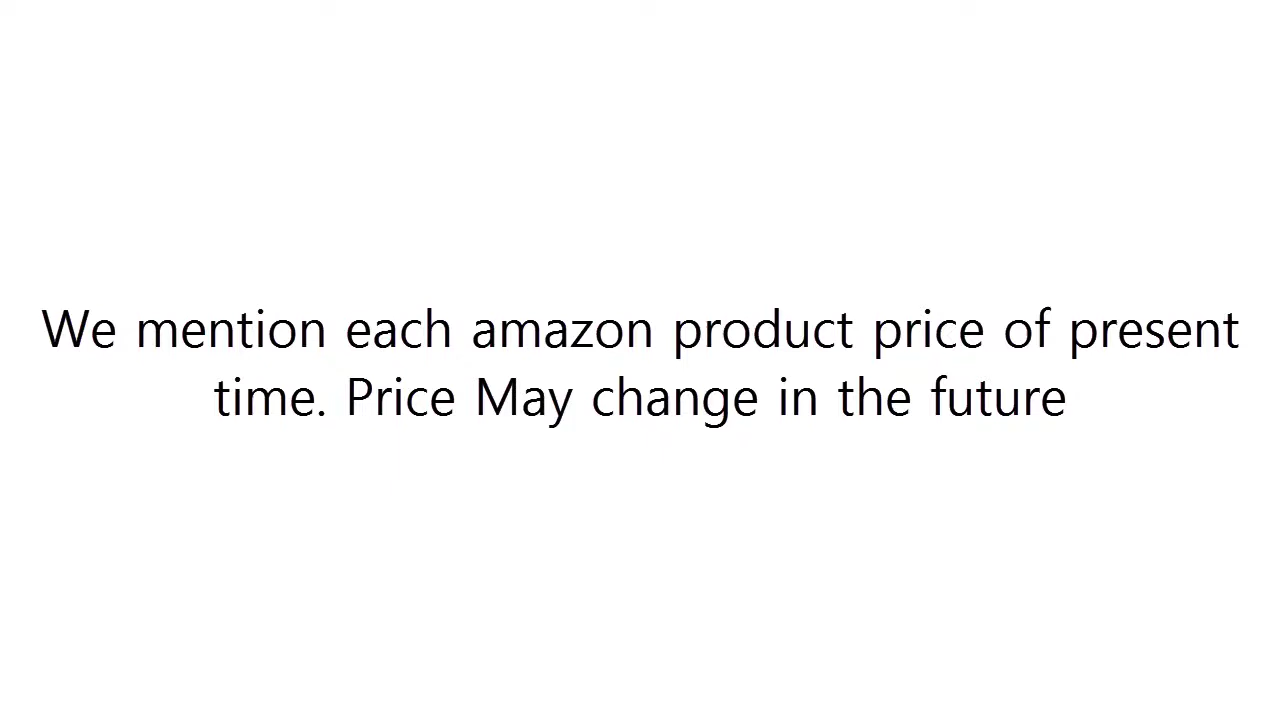 We mention each amazon product price of present
time. Price May change in the future